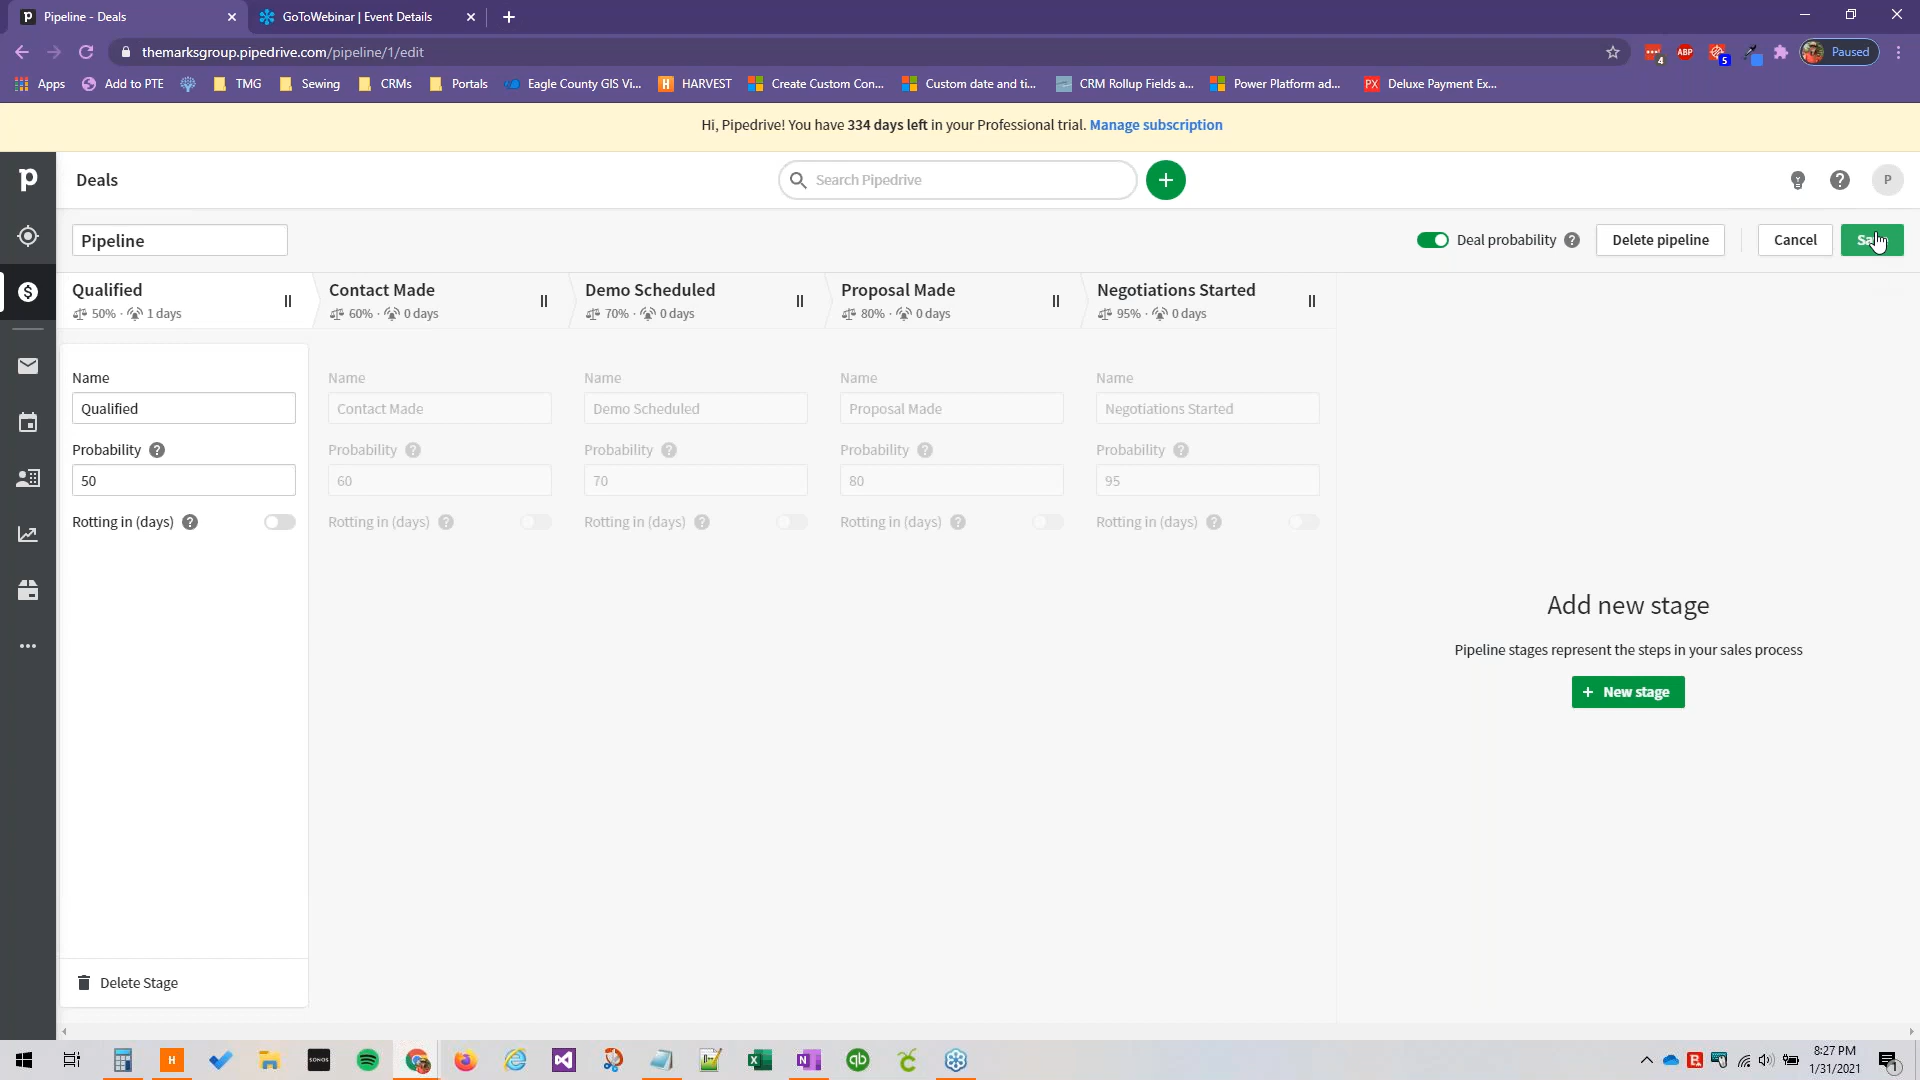 Pipeline - Deals
GoToWebinar | Event Details
themarksgroup.pipedrive.com/pipeline/1/edit
4
ABP
5
Paused
Apps
Add to PTE
TMG
Sewing
CRMs
Portals
Eagle County GIS Vi...
HARVEST
Create Custom Con...
Custom date and ti...
CRM Rollup Fields a...
Power Platform ad...
PX
Deluxe Payment Ex...
Hi, Pipedrive! You have 334 days left in your Professional trial. Manage subscription
Deals
Search Pipedrive
P
Pipeline
Deal probability
Delete pipeline
Cancel
Qualified
50% · 1 days
Contact Made
60% · 0 days
Demo Scheduled
70% · 0 days
Proposal Made
80% · 0 days
Negotiations Started
95% · 0 days
Name
Qualified
Probability
50
Rotting in (days)
Name
Contact Made
Probability
60
Rotting in (days)
Name
Demo Scheduled
Probability
70
Rotting in (days)
Name
Proposal Made
Probability
80
Rotting in (days)
Name
Negotiations Started
Probability
95
Rotting in (days)
Add new stage
Pipeline stages represent the steps in your sales process
+ New stage
Delete Stage
SONOS
8:27 PM
1/31/2021
1